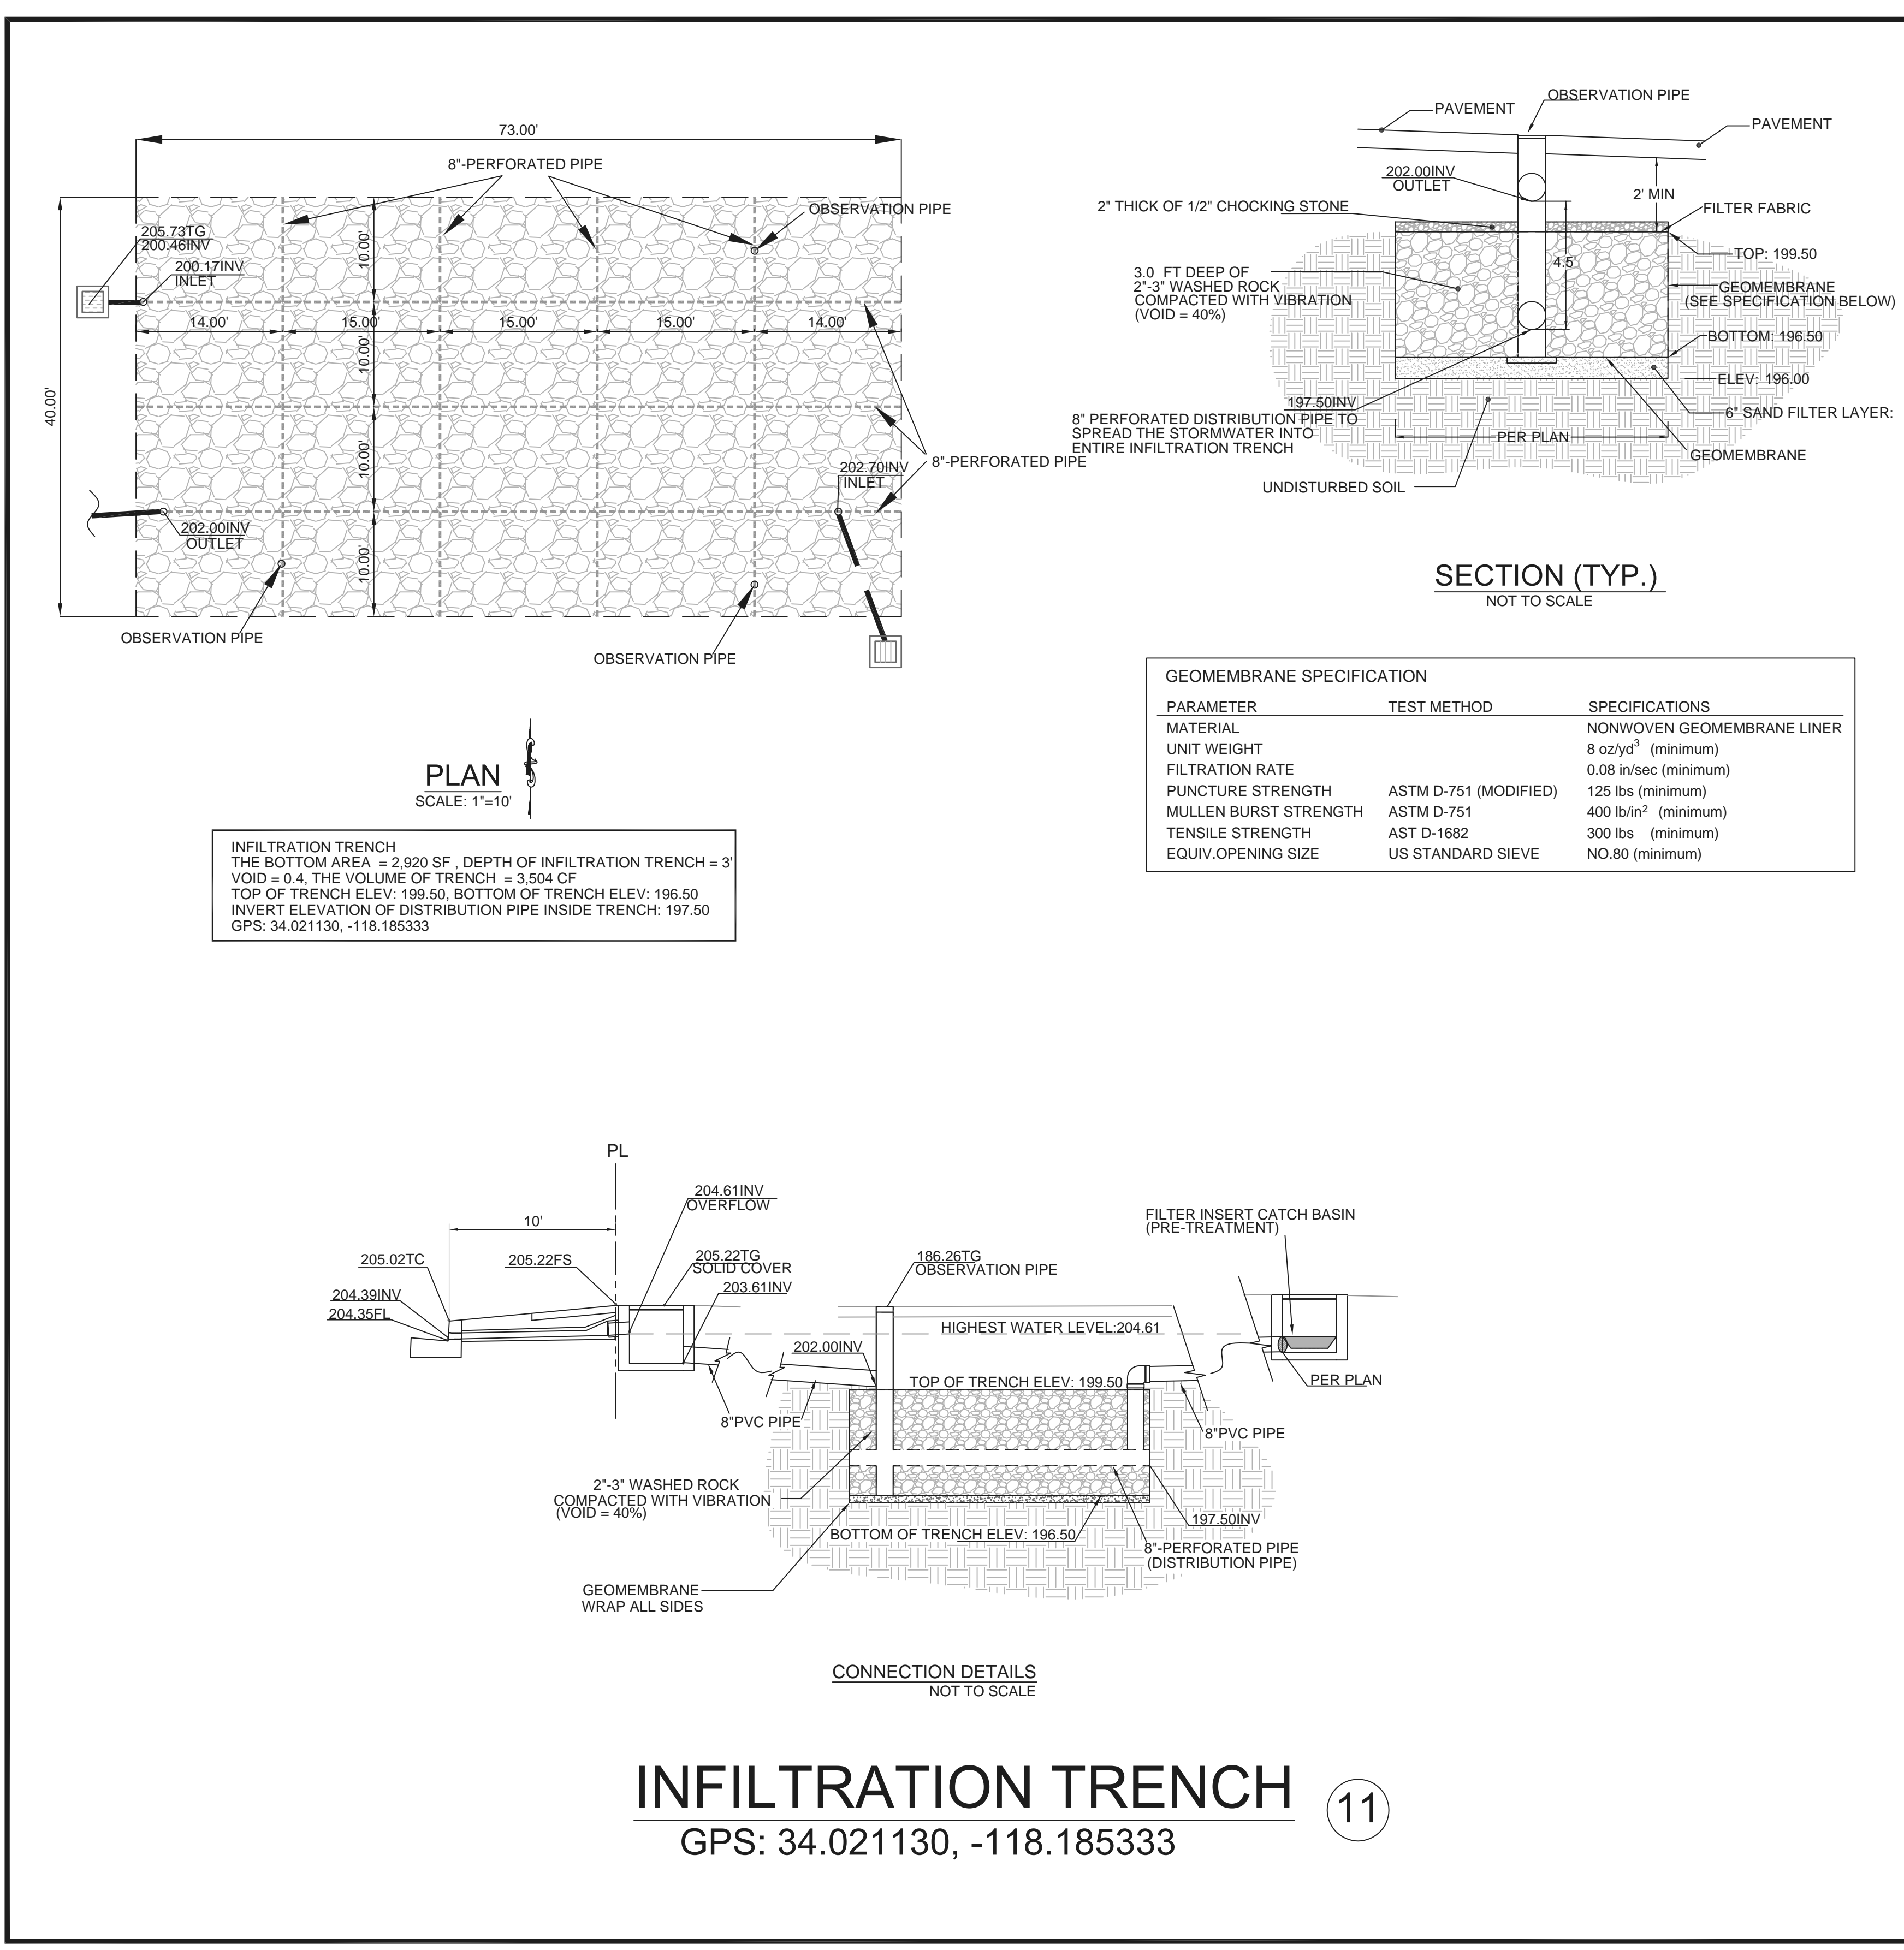 73.00'
8"-PERFORATED PIPE
OBSERVATION PIPE
205.73TG
200.46INV
200.17INV
INLET
10.00'
14.00'
15.00'
15.00'
15.00'
14.00'
10.00'
40.00'
10.00'
8"-PERFORATED PIPE
202.70INV
INLET
202.00INV
OUTLET
10.00'
OBSERVATION PIPE
OBSERVATION PIPE
PLAN
SCALE: 1"=10'
INFILTRATION TRENCH
THE BOTTOM AREA = 2,920 SF , DEPTH OF INFILTRATION TRENCH = 3'
VOID = 0.4, THE VOLUME OF TRENCH = 3,504 CF
TOP OF TRENCH ELEV: 199.50, BOTTOM OF TRENCH ELEV: 196.50
INVERT ELEVATION OF DISTRIBUTION PIPE INSIDE TRENCH: 197.50
GPS: 34.021130, -118.185333
OBSERVATION PIPE
PAVEMENT
PAVEMENT
202.00INV
OUTLET
2' MIN
2" THICK OF 1/2" CHOCKING STONE
FILTER FABRIC
TOP: 199.50
4.5'
3.0 FT DEEP OF
2"-3" WASHED ROCK
COMPACTED WITH VIBRATION
(VOID = 40%)
GEOMEMBRANE
(SEE SPECIFICATION BELOW)
BOTTOM: 196.50
ELEV: 196.00
197.50INV
8" PERFORATED DISTRIBUTION PIPE TO
SPREAD THE STORMWATER INTO
ENTIRE INFILTRATION TRENCH
6" SAND FILTER LAYER:
PER PLAN
GEOMEMBRANE
UNDISTURBED SOIL
SECTION (TYP.)
NOT TO SCALE
GEOMEMBRANE SPECIFICATION
PARAMETER TEST METHOD SPECIFICATIONS
MATERIAL NONWOVEN GEOMEMBRANE LINER
UNIT WEIGHT 8 oz/yd³ (minimum)
FILTRATION RATE 0.08 in/sec (minimum)
PUNCTURE STRENGTH ASTM D-751 (MODIFIED) 125 lbs (minimum)
MULLEN BURST STRENGTH ASTM D-751 400 lb/in² (minimum)
TENSILE STRENGTH AST D-1682 300 lbs (minimum)
EQUIV.OPENING SIZE US STANDARD SIEVE NO.80 (minimum)
PL
10'
204.61INV
OVERFLOW
205.02TC
205.22FS
205.22TG
SOLID COVER
203.61INV
204.39INV
204.35FL
186.26TG
OBSERVATION PIPE
FILTER INSERT CATCH BASIN
(PRE-TREATMENT)
HIGHEST WATER LEVEL:204.61
202.00INV
TOP OF TRENCH ELEV: 199.50
PER PLAN
8"PVC PIPE
8"PVC PIPE
2"-3" WASHED ROCK
COMPACTED WITH VIBRATION
(VOID = 40%)
197.50INV
BOTTOM OF TRENCH ELEV: 196.50
8"-PERFORATED PIPE
(DISTRIBUTION PIPE)
GEOMEMBRANE
WRAP ALL SIDES
CONNECTION DETAILS
NOT TO SCALE
INFILTRATION TRENCH
11
GPS: 34.021130, -118.185333